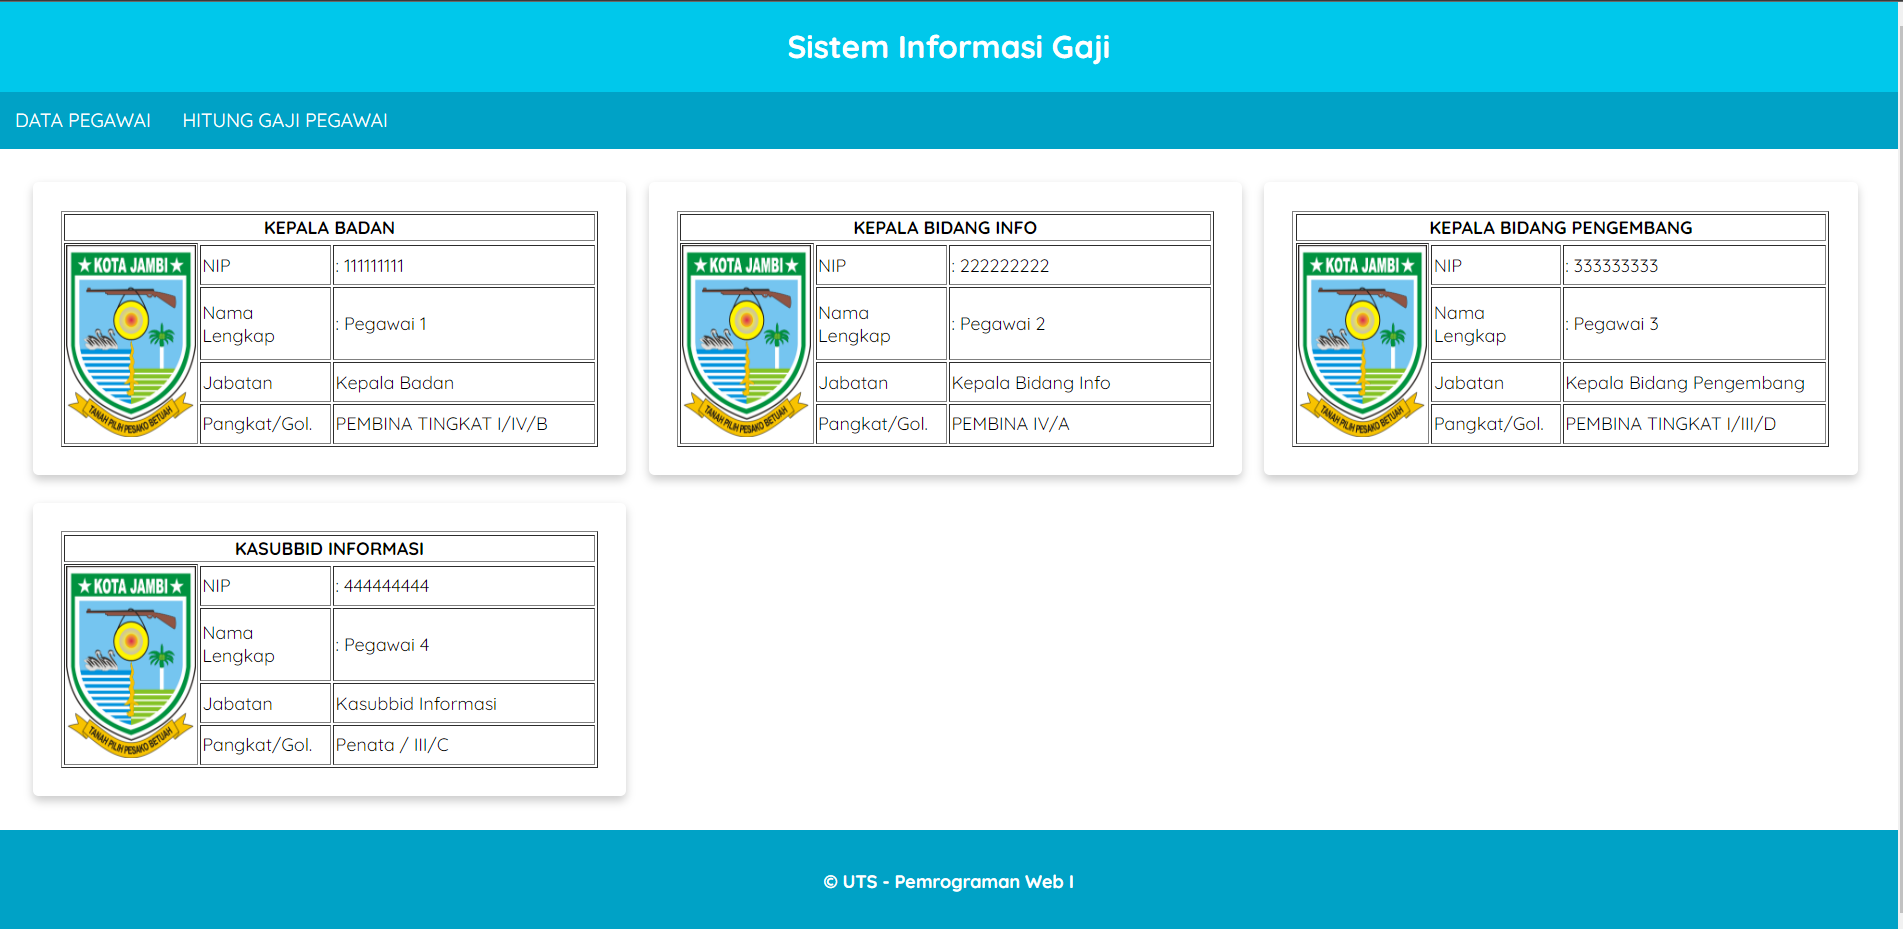 Sistem Informasi Gaji
DATA PEGAWAI HITUNG GAJI PEGAWAI
KEPALA BADAN
★ KOTA JAMBI ★
TANAH PILIH PESAKO BETUAH
NIP : 111111111
Nama
Lengkap
: Pegawai 1
Jabatan Kepala Badan
Pangkat/Gol. PEMBINA TINGKAT I/IV/B
KEPALA BIDANG INFO
★ KOTA JAMBI ★
TANAH PILIH PESAKO BETUAH
NIP : 222222222
Nama
Lengkap
: Pegawai 2
Jabatan Kepala Bidang Info
Pangkat/Gol. PEMBINA IV/A
KEPALA BIDANG PENGEMBANG
★ KOTA JAMBI ★
TANAH PILIH PESAKO BETUAH
NIP : 333333333
Nama
Lengkap
: Pegawai 3
Jabatan Kepala Bidang Pengembang
Pangkat/Gol. PEMBINA TINGKAT I/III/D
KASUBBID INFORMASI
★ KOTA JAMBI ★
TANAH PILIH PESAKO BETUAH
NIP : 444444444
Nama
Lengkap
: Pegawai 4
Jabatan Kasubbid Informasi
Pangkat/Gol. Penata / III/C
© UTS - Pemrograman Web I